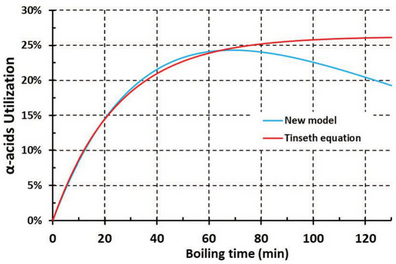 30%
25%
20%
15%
10%
5%
0%
α-acids Utilization
New model
Tinseth equation
0 20 40 60 80 100 120
Boiling time (min)